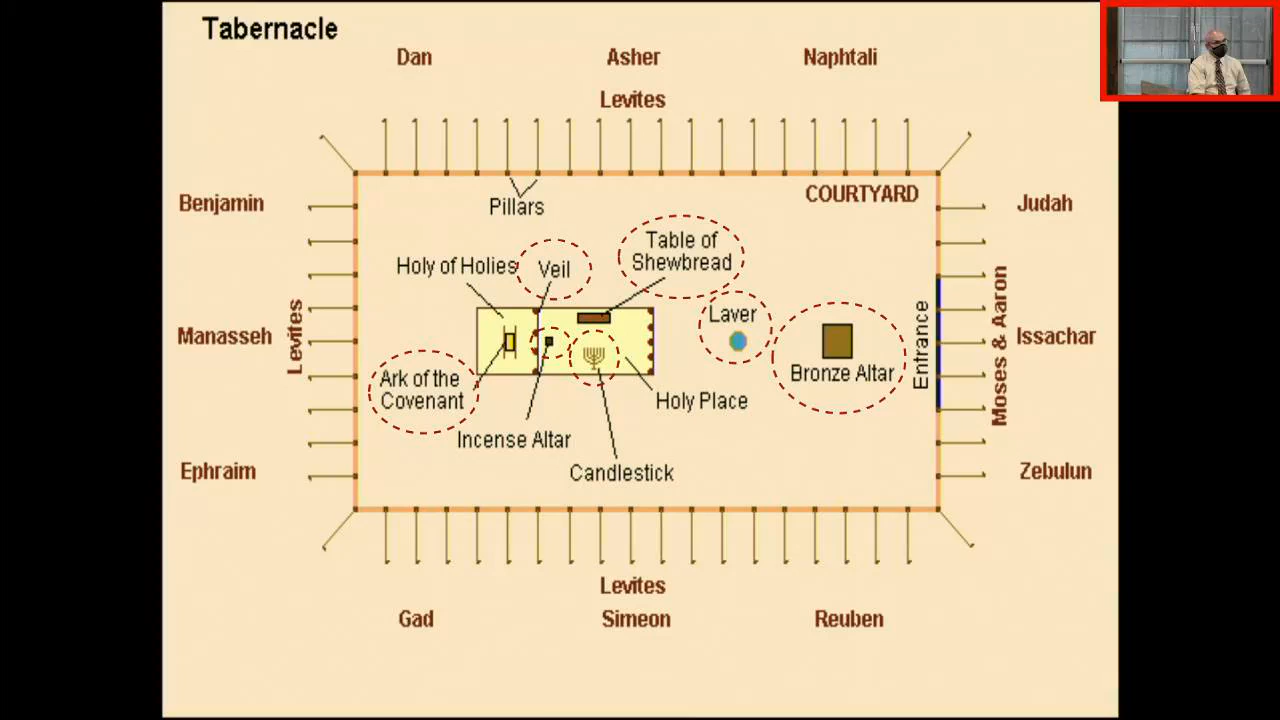 Tabernacle
Dan
Asher
Naphtali
Levites
Benjamin
Pillars
COURTYARD
Judah
Holy of Holies
Veil
Table of
Shewbread
Levites
Manasseh
Laver
Bronze Altar
Entrance
Moses & Aaron
Issachar
Ark of the
Covenant
Holy Place
Incense Altar
Candlestick
Ephraim
Zebulun
Levites
Gad
Simeon
Reuben